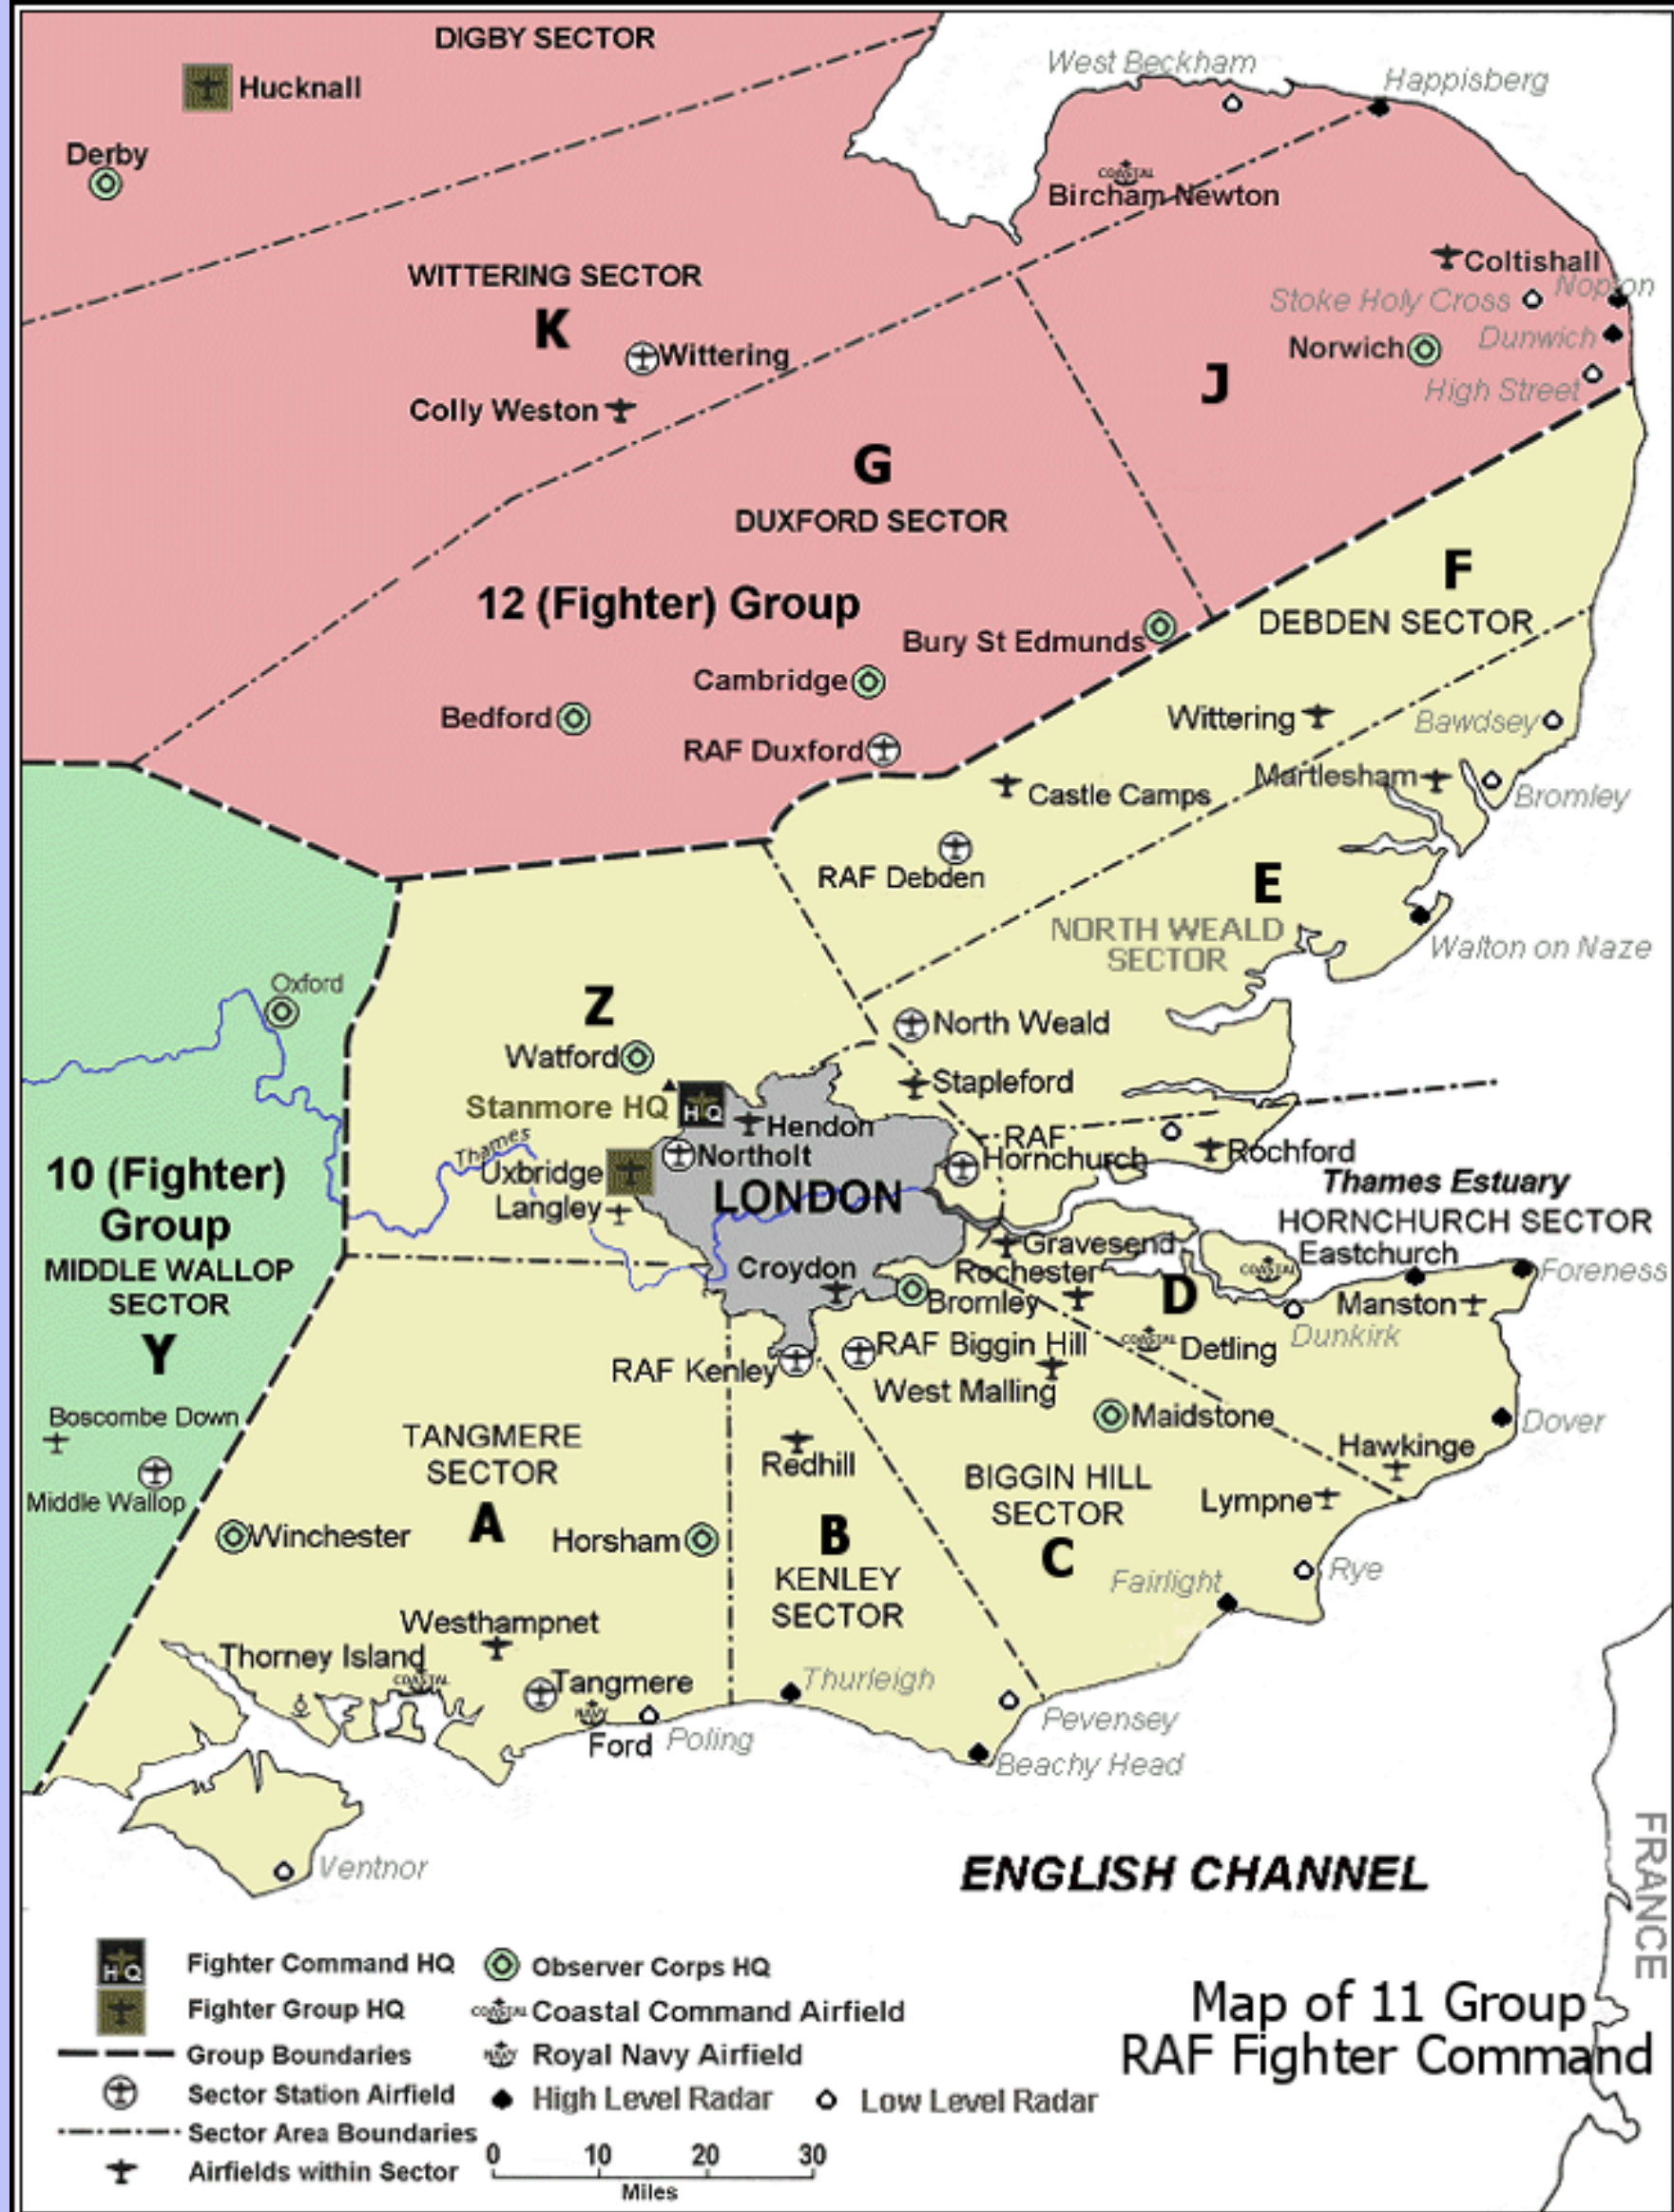 DIGBY SECTOR
Hucknall
Derby
West Beckham
Happisberg
COASTAL
Bircham Newton
WITTERING SECTOR
K
Wittering
Colly Weston
Coltishall
Nopton
Stoke Holy Cross
Dunwich
Norwich
High Street
J
G
DUXFORD SECTOR
12 (Fighter) Group
Bury St Edmunds
Cambridge
Bedford
RAF Duxford
F
DEBDEN SECTOR
Wittering
Bawdsey
Martlesham
Bromley
Castle Camps
RAF Debden
E
NORTH WEALD
SECTOR
Walton on Naze
Oxford
Z
Watford
North Weald
Stapleford
Stanmore HQ
HQ
Hendon
Northolt
Thames
Uxbridge
Langley
LONDON
RAF
Hornchurch
Rochford
Thames Estuary
HORNCHURCH SECTOR
10 (Fighter)
Group
MIDDLE WALLOP
SECTOR
Y
Gravesend
Eastchurch
COASTAL
Foreness
Croydon
Rochester
Bromley
D
Manston
Dunkirk
COASTAL
Detling
RAF Kenley
RAF Biggin Hill
West Malling
Maidstone
Dover
Boscombe Down
Middle Wallop
TANGMERE
SECTOR
A
Redhill
BIGGIN HILL
SECTOR
C
Hawkinge
Lympne
Winchester
Horsham
B
KENLEY
SECTOR
Fairlight
Rye
Westhampnet
Thorney Island
COASTAL
Tangmere
NAVY
Ford
Poling
Thurleigh
Pevensey
Beachy Head
Ventnor
ENGLISH CHANNEL
FRANCE
HQ
Fighter Command HQ
Observer Corps HQ
Fighter Group HQ
COASTAL
Coastal Command Airfield
Group Boundaries
NAVY
Royal Navy Airfield
Sector Station Airfield
High Level Radar
Low Level Radar
Sector Area Boundaries
Airfields within Sector
0 10 20 30
Miles
Map of 11 Group
RAF Fighter Command